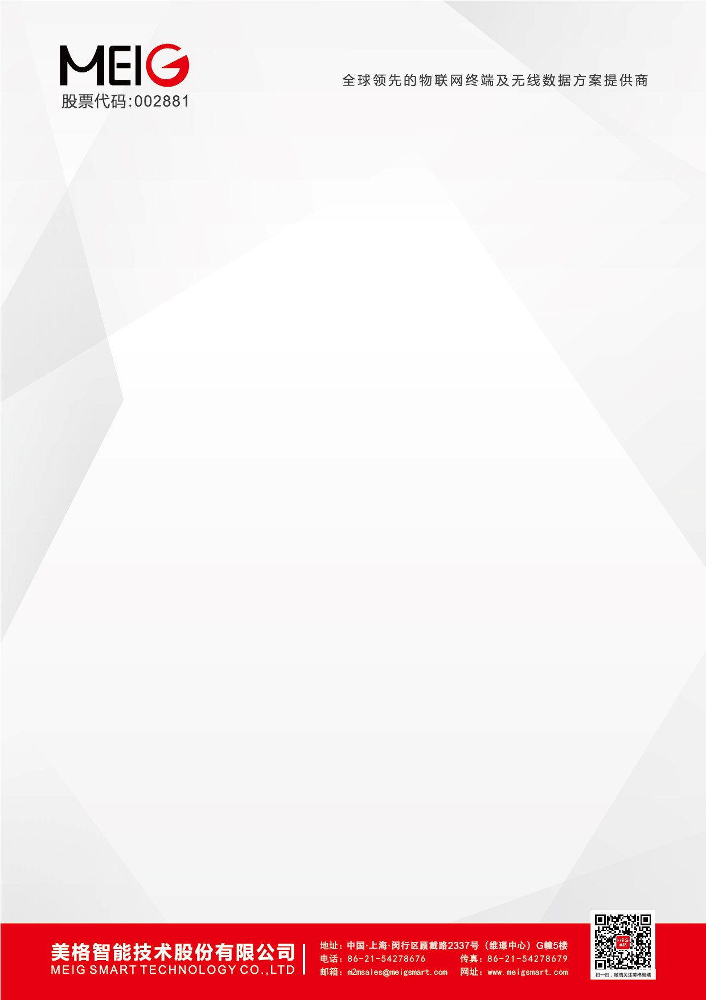 MEIG
股票代码:002881
全球领先的物联网终端及无线数据方案提供商
美格智能技术股份有限公司
MEIG SMART TECHNOLOGY CO.,LTD
地址：中国·上海·闵行区顾戴路2337号（维璟中心）G幢5楼
电话：86-21-54278676 传真：86-21-54278679
邮箱：m2msales@meigsmart.com 网址：www.meigsmart.com
MEIG
美格
扫一扫，微信关注美格智能